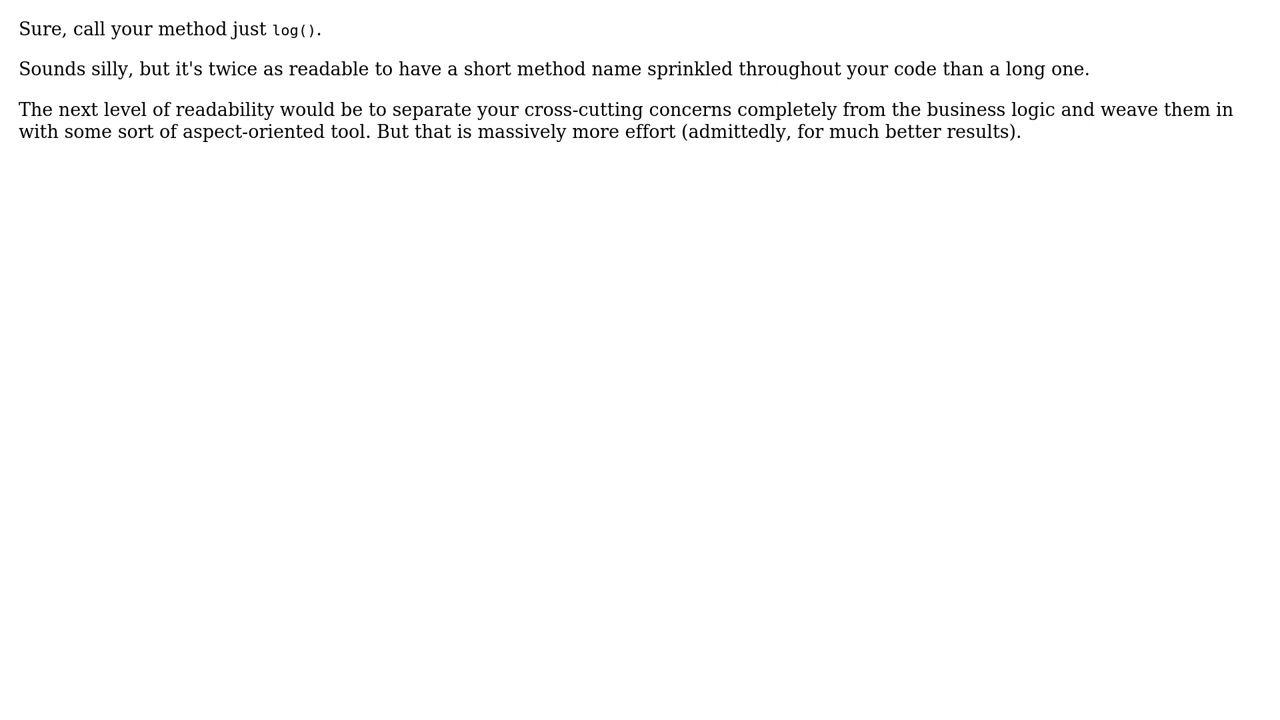 Sure, call your method just log().
Sounds silly, but it's twice as readable to have a short method name sprinkled throughout your code than a long one.
The next level of readability would be to separate your cross-cutting concerns completely from the business logic and weave them in
with some sort of aspect-oriented tool. But that is massively more effort (admittedly, for much better results).